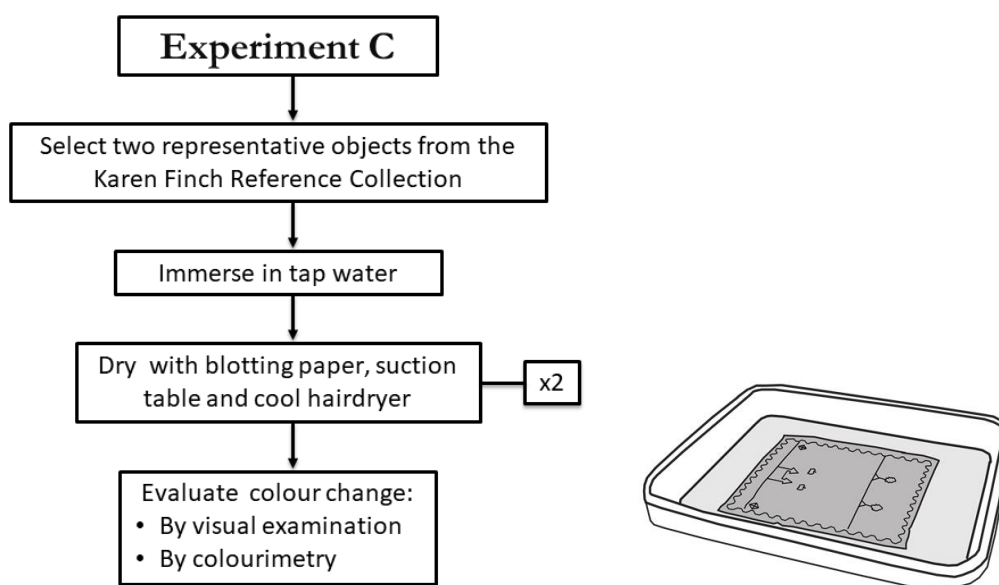 Experiment C
Select two representative objects from the
Karen Finch Reference Collection
Immerse in tap water
Dry with blotting paper, suction
table and cool hairdryer
x2
Evaluate colour change:
• By visual examination
• By colourimetry